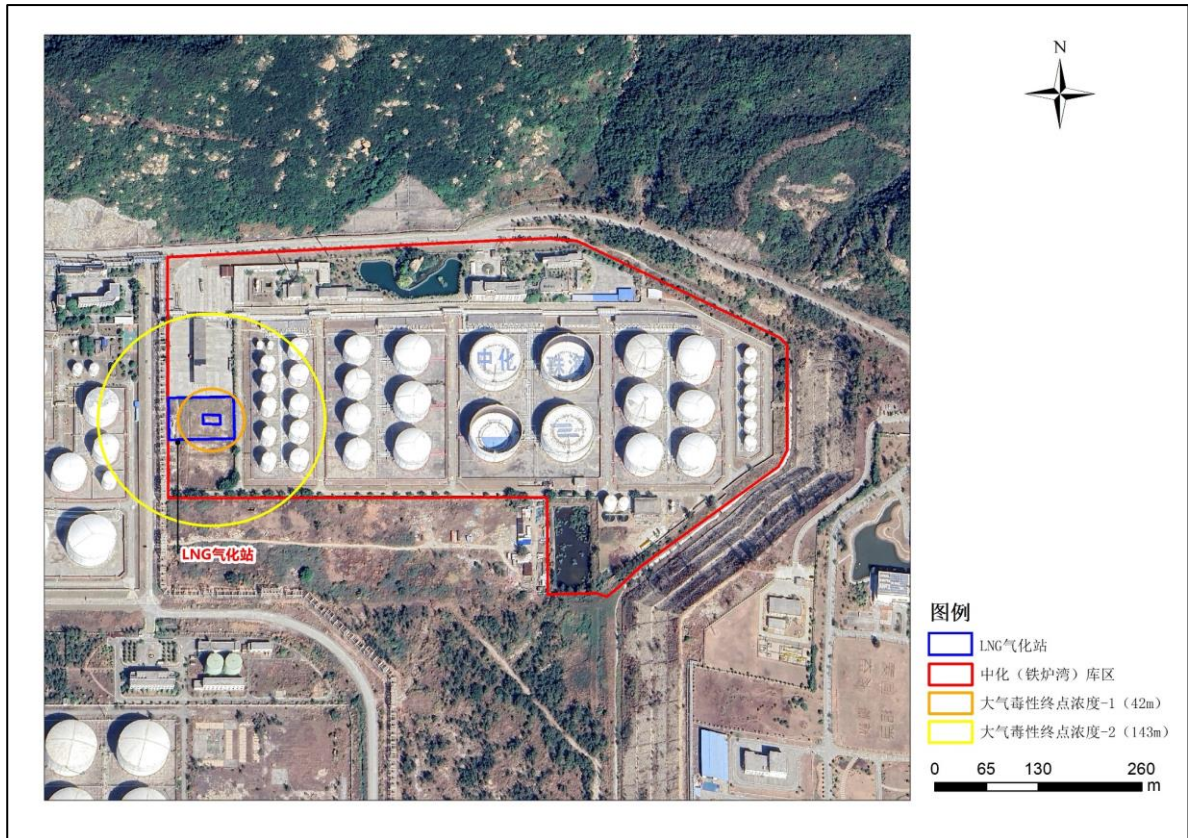 N
中化
珠海
LNG气化站
图例
LNG气化站
中化（铁炉湾）库区
大气毒性终点浓度-1（42m）
大气毒性终点浓度-2（143m）
0 65 130 260
m